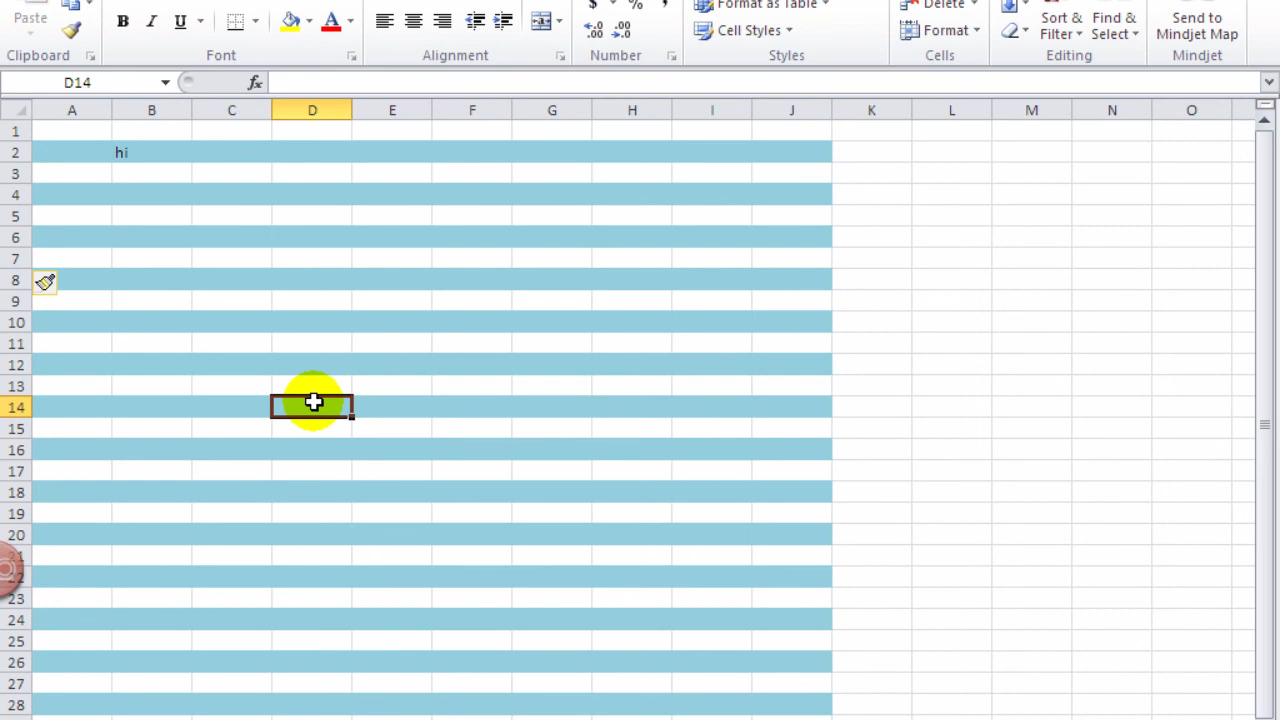 Paste
B I U A
$ % ,
Format as Table
Cell Styles
Delete
Format
Sort & Filter
Find & Select
Send to Mindjet Map
Clipboard Font Alignment Number Styles Cells Editing Mindjet
D14 fx
A B C D E F G H I J K L M N O
1
2 hi
3
4
5
6
7
8
9
10
11
12
13
14
15
16
17
18
19
20
21
22
23
24
25
26
27
28